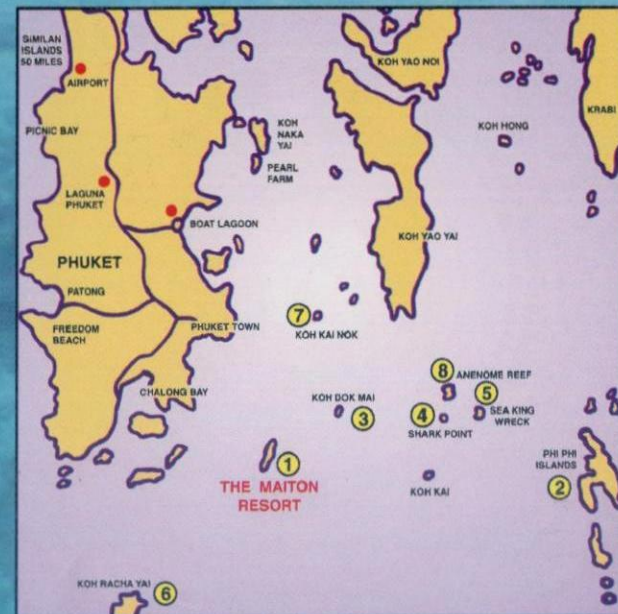 SIMILAN
ISLANDS
50 MILES
AIRPORT
PICNIC BAY
LAGUNA
PHUKET
BOAT LAGOON
PHUKET
PATONG
FREEDOM
BEACH
PHUKET TOWN
CHALONG BAY
KOH
NAKA
YAI
PEARL
FARM
KOH YAO NOI
KOH HONG
KRABI
KOH YAO YAI
7
KOH KAI NOK
8
ANENOME REEF
5
SEA KING
WRECK
4
SHARK POINT
KOH DOK MAI
3
1
THE MAITON
RESORT
KOH KAI
PHI PHI
ISLANDS
2
KOH RACHA YAI
6